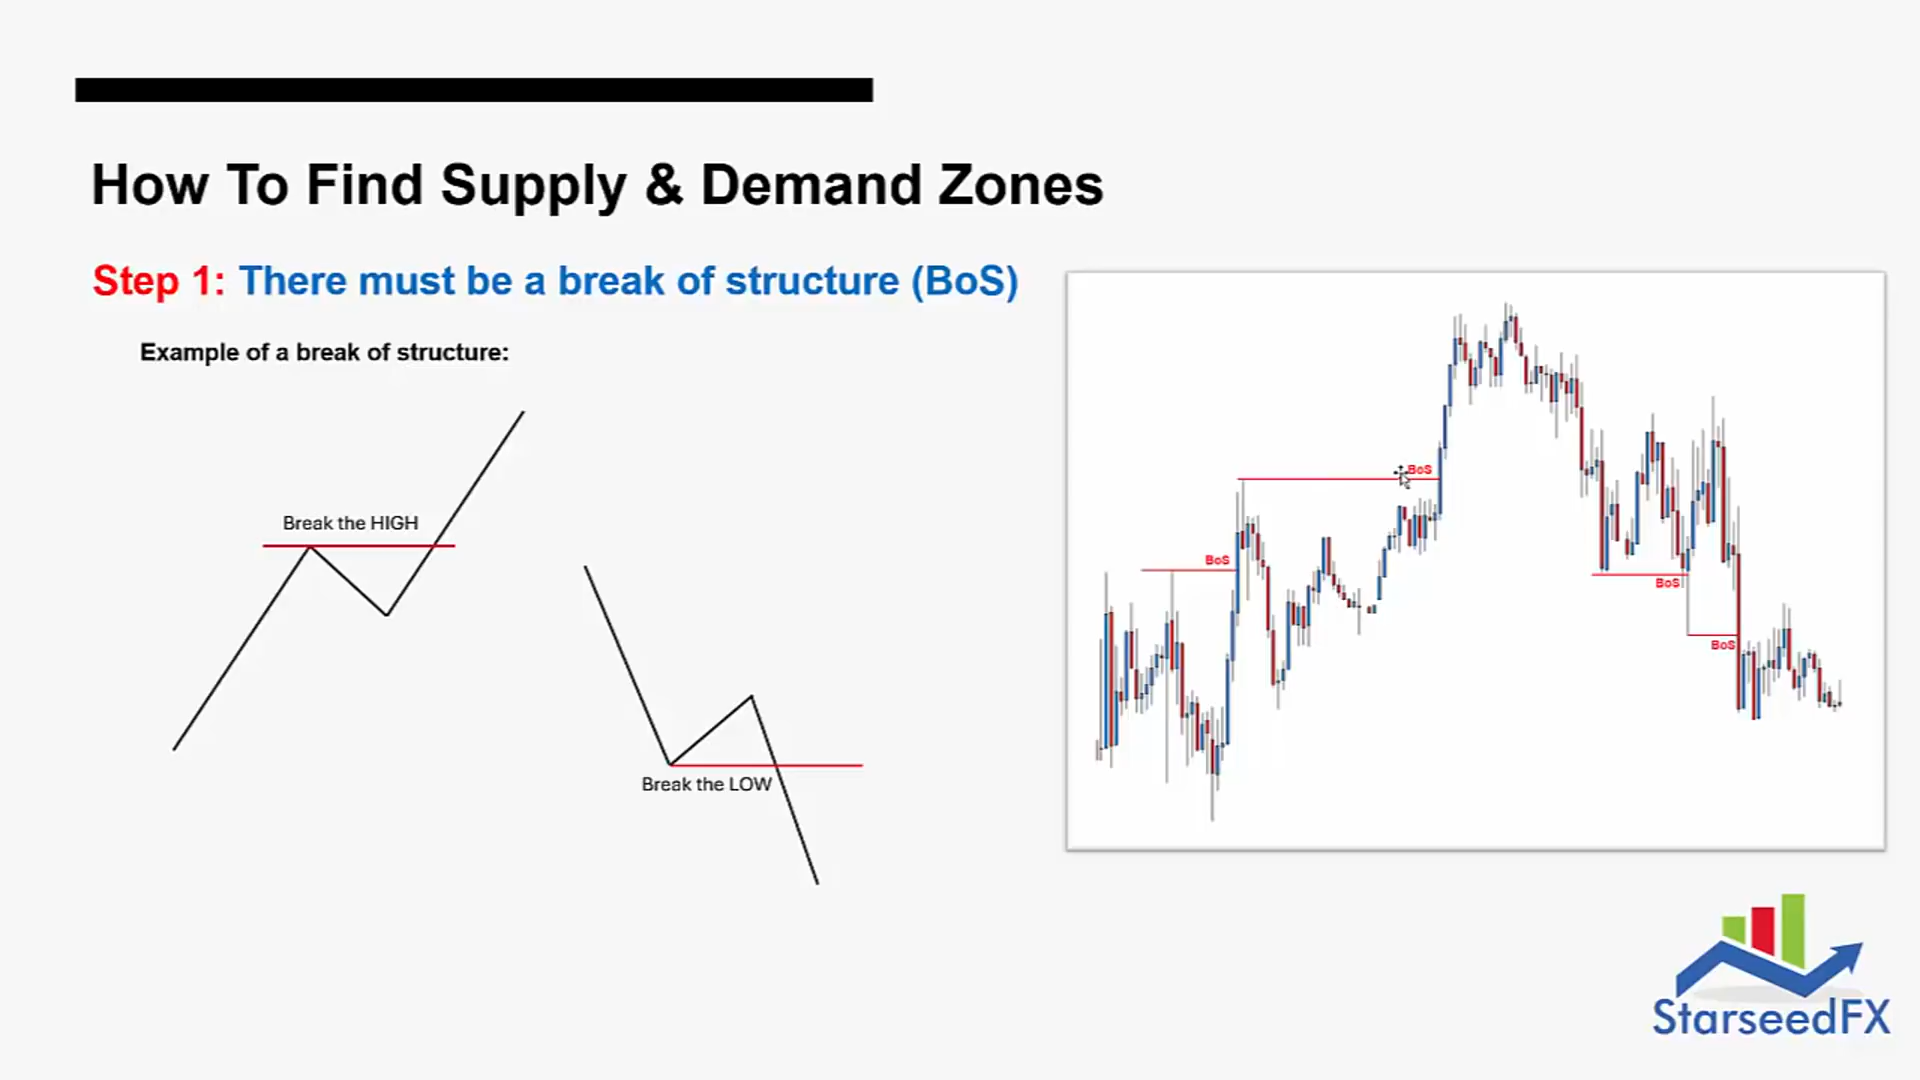 How To Find Supply & Demand Zones
Step 1: There must be a break of structure (BoS)
Example of a break of structure:
Break the HIGH
Break the LOW
BoS
BoS
BoS
BoS
StarseedFX